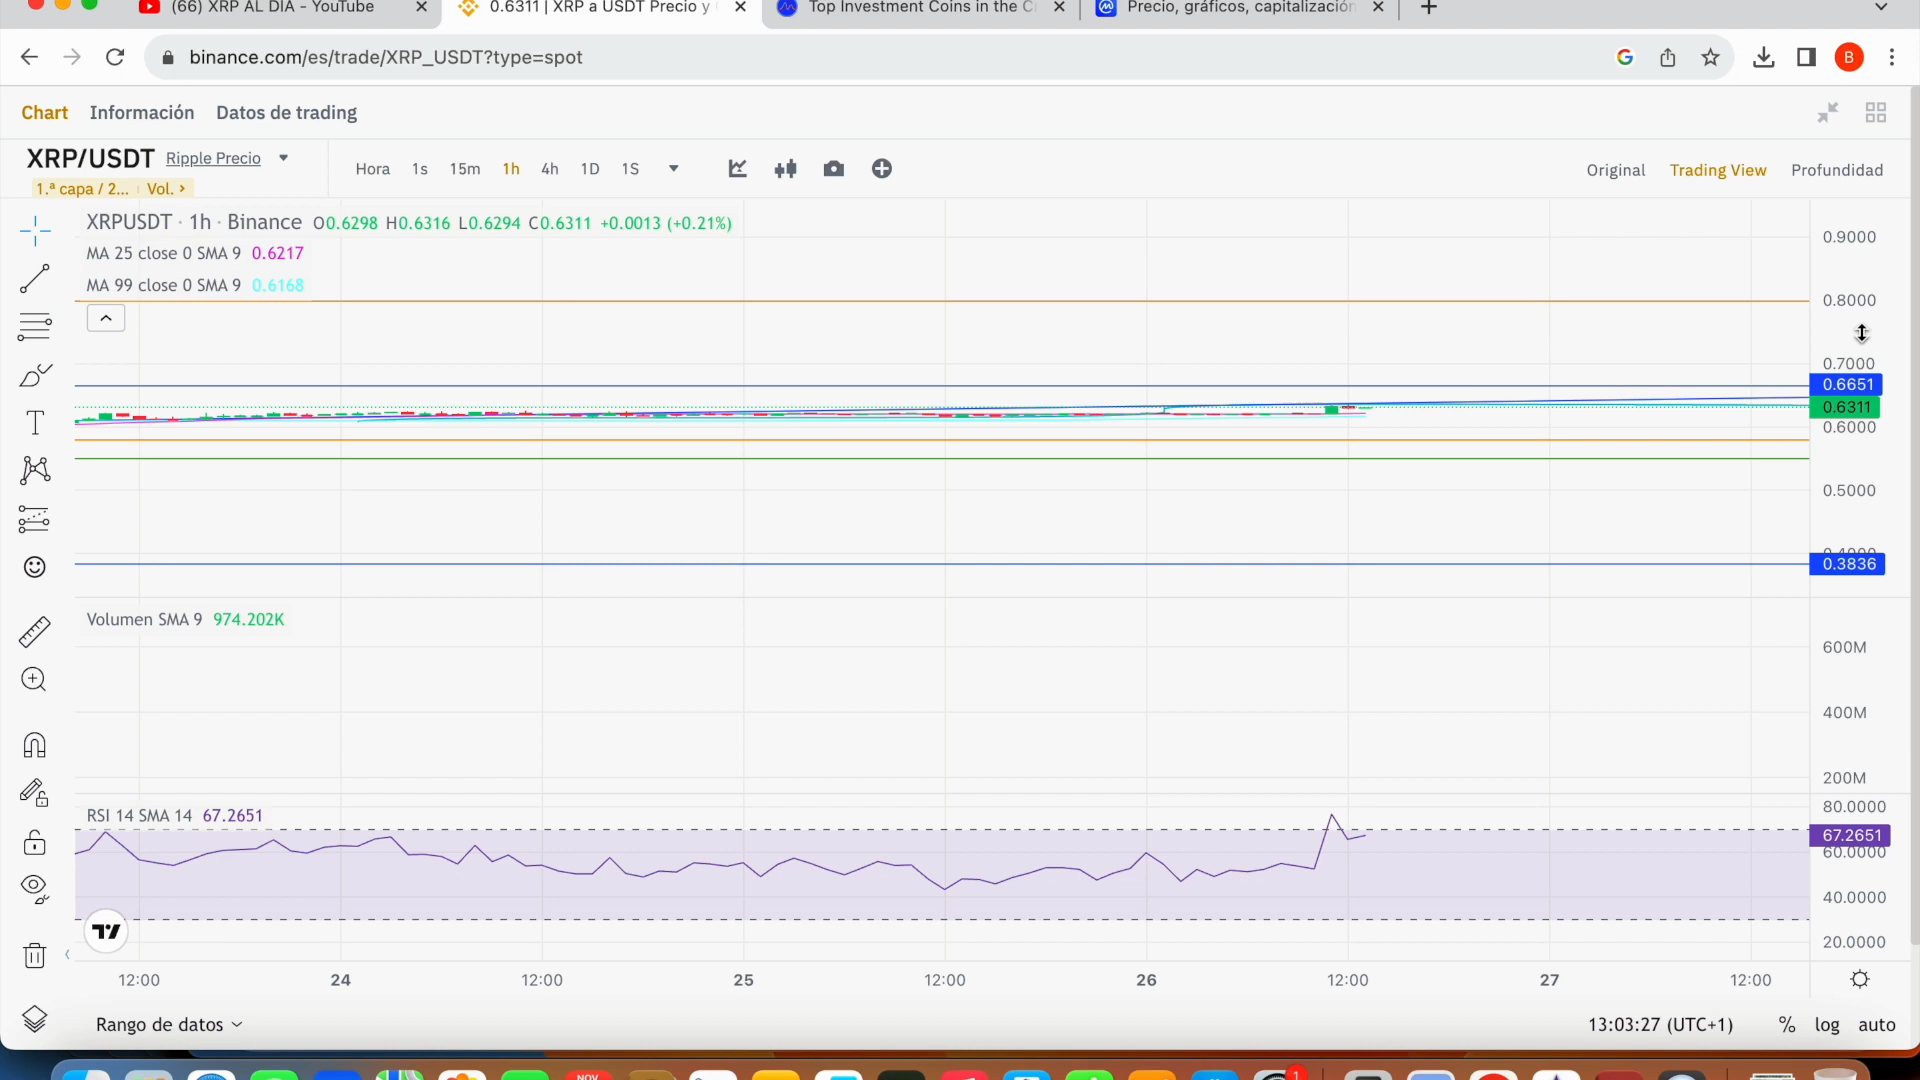 (66) XRP AL DÍA - YouTube
0.6311 | XRP a USDT Precio y
Top Investment Coins in the
Precio, gráficos, capitalización
binance.com/es/trade/XRP_USDT?type=spot
B
Chart Información Datos de trading
XRP/USDT Ripple Precio
1.ª capa / 2... Vol. >
Hora 1s 15m 1h 4h 1D 1S
Original Trading View Profundidad
XRPUSDT · 1h · Binance O0.6298 H0.6316 L0.6294 C0.6311 +0.0013 (+0.21%)
MA 25 close 0 SMA 9 0.6217
MA 99 close 0 SMA 9 0.6168
0.9000
0.8000
0.7000
0.6651
0.6311
0.6000
0.5000
0.4000
0.3836
Volumen SMA 9 974.202K
600M
400M
200M
RSI 14 SMA 14 67.2651
80.0000
67.2651
60.0000
40.0000
20.0000
12:00 24 12:00 25 12:00 26 12:00 27 12:00
Rango de datos
13:03:27 (UTC+1) % log auto
NOV
1